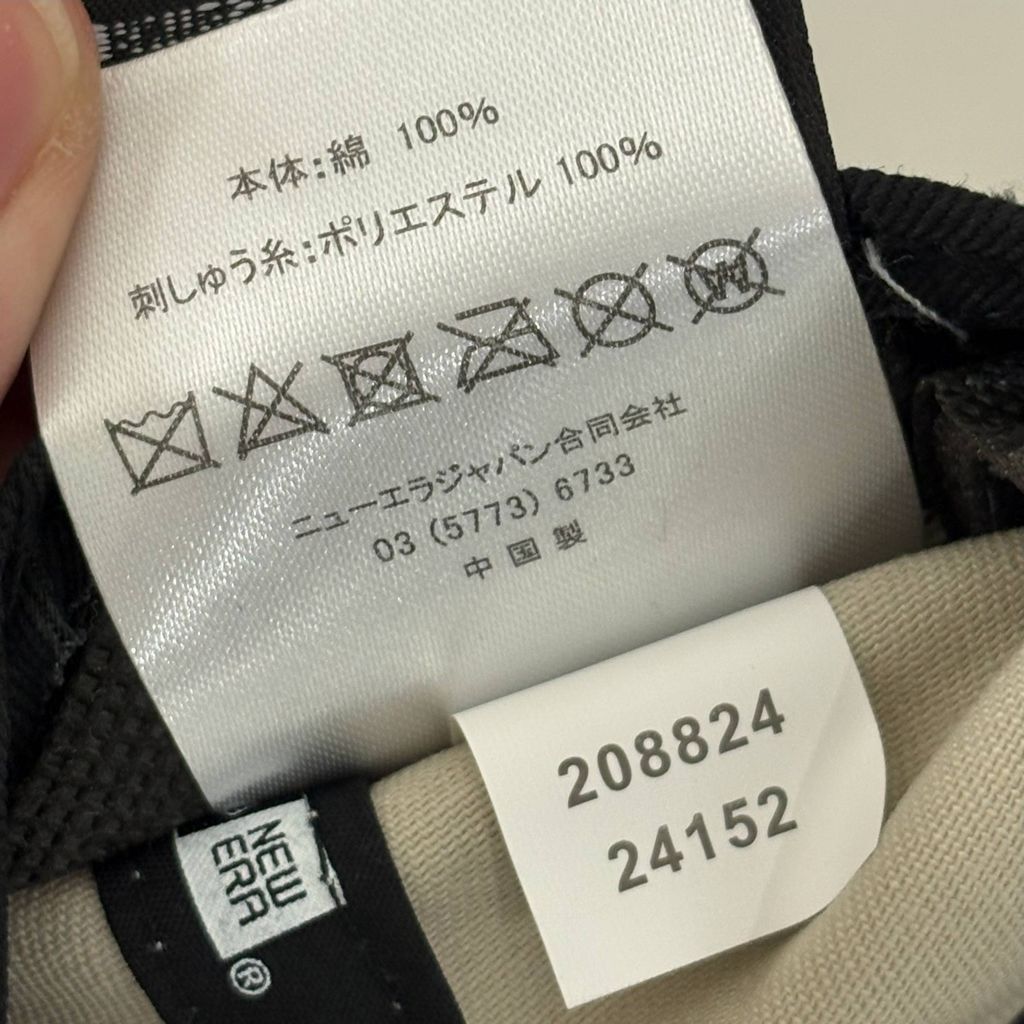 本体:綿 100%
刺しゅう糸:ポリエステル 100%
W
ニューエラジャパン合同会社
03 (5773) 6733
中国製
208824
24152
NEW
ERA
®